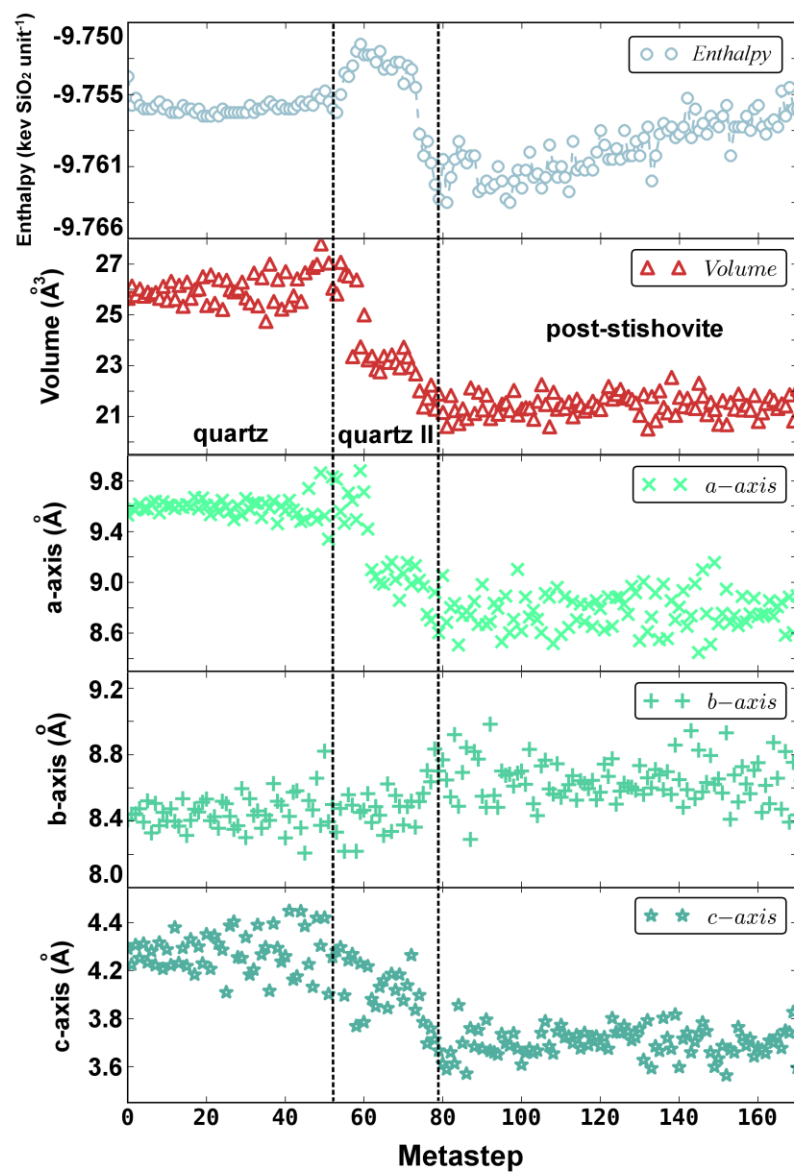 Enthalpy (kev SiO₂ unit⁻¹)
-9.750
-9.755
-9.761
-9.766
Enthalpy
Volume (Å³)
27
25
23
21
Volume
post-stishovite
quartz
quartz II
a-axis (Å)
9.8
9.4
9.0
8.6
a-axis
b-axis (Å)
9.2
8.8
8.4
8.0
b-axis
c-axis (Å)
4.4
4.2
3.8
3.6
c-axis
0 20 40 60 80 100 120 140 160
Metastep